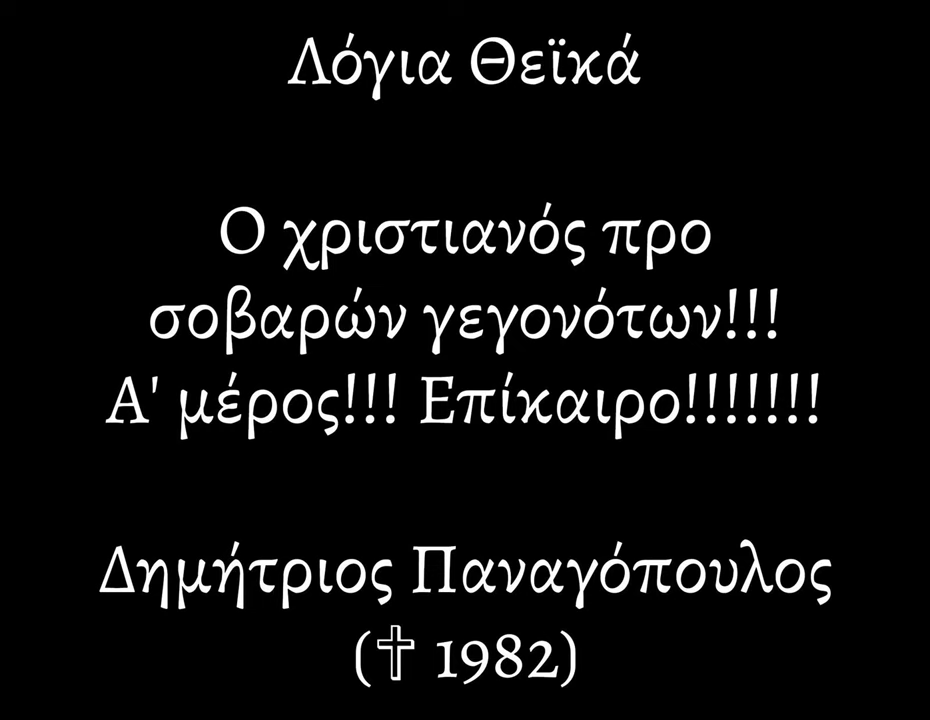 Λόγια Θεϊκά
Ο χριστιανός προ
σοβαρών γεγονότων!!!
Α' μέρος!!! Επίκαιρο!!!!!!!
Δημήτριος Παναγόπουλος
(✝ 1982)